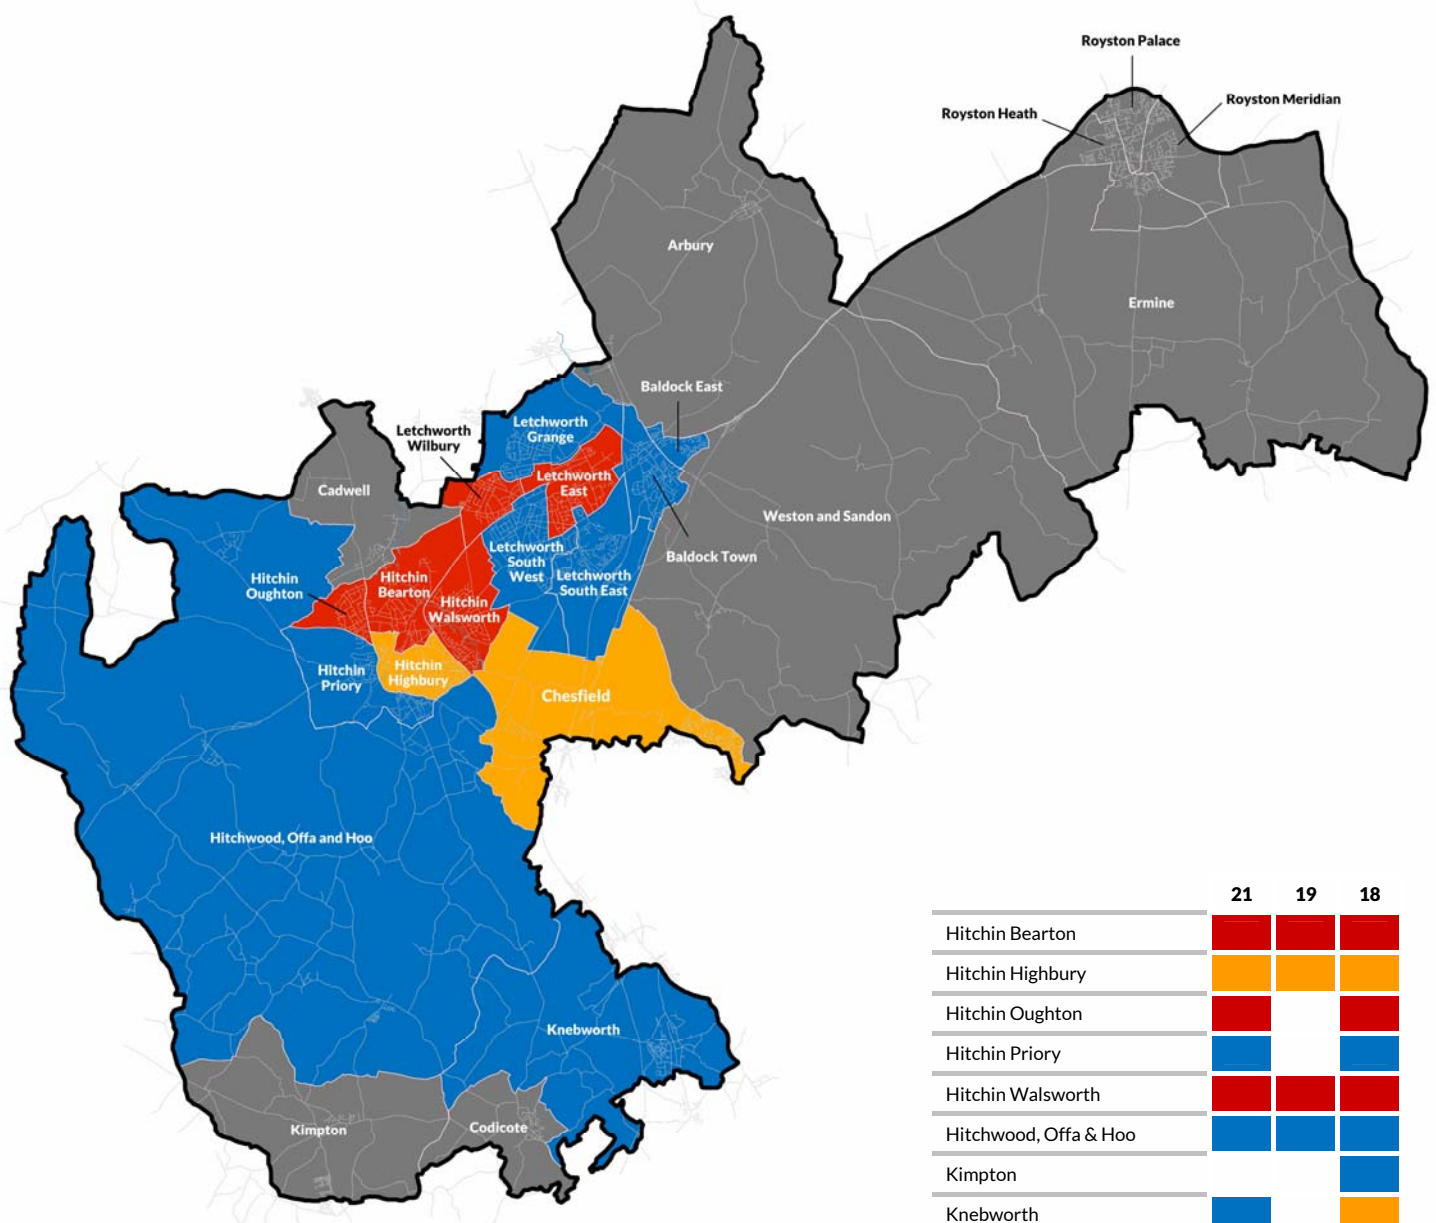 Royston Palace
Royston Meridian
Royston Heath
Arbury
Ermine
Baldock East
Letchworth
Grange
Letchworth
Wilbury
Letchworth
East
Cadwell
Weston and Sandon
Letchworth
South
West
Baldock Town
Letchworth
South East
Hitchin
Oughton
Hitchin
Bearton
Hitchin
Walsworth
Hitchin
Priory
Hitchin
Highbury
Chesfield
Hitchwood, Offa and Hoo
Knebworth
Kimpton
Codicote
21 19 18
Hitchin Bearton
Hitchin Highbury
Hitchin Oughton
Hitchin Priory
Hitchin Walsworth
Hitchwood, Offa & Hoo
Kimpton
Knebworth